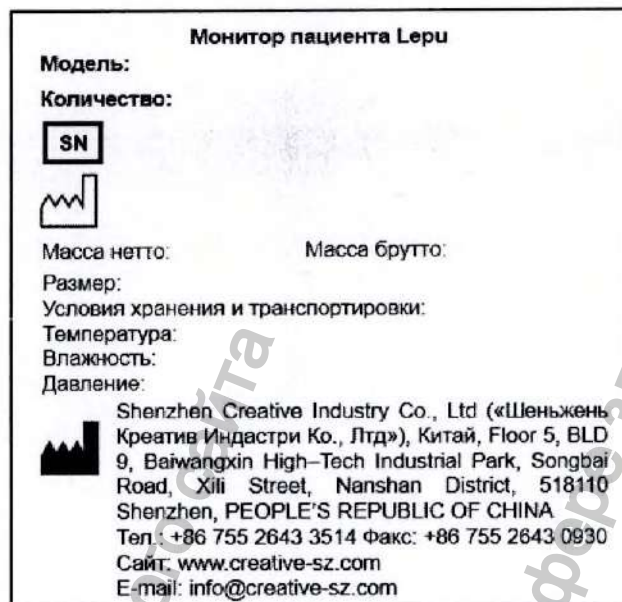 Монитор пациента Lepu
Модель:
Количество:
SN
Масса нетто: Масса брутто:
Размер:
Условия хранения и транспортировки:
Температура:
Влажность:
Давление:
Shenzhen Creative Industry Co., Ltd («Шеньжень
Креатив Индастри Ко., Лтд»), Китай, Floor 5, BLD
9, Baiwangxin High–Tech Industrial Park, Songbai
Road, Xili Street, Nanshan District, 518110
Shenzhen, PEOPLE'S REPUBLIC OF CHINA
Тел.: +86 755 2643 3514 Факс: +86 755 2643 0930
Сайт: www.creative-sz.com
E-mail: info@creative-sz.com
ого сайта